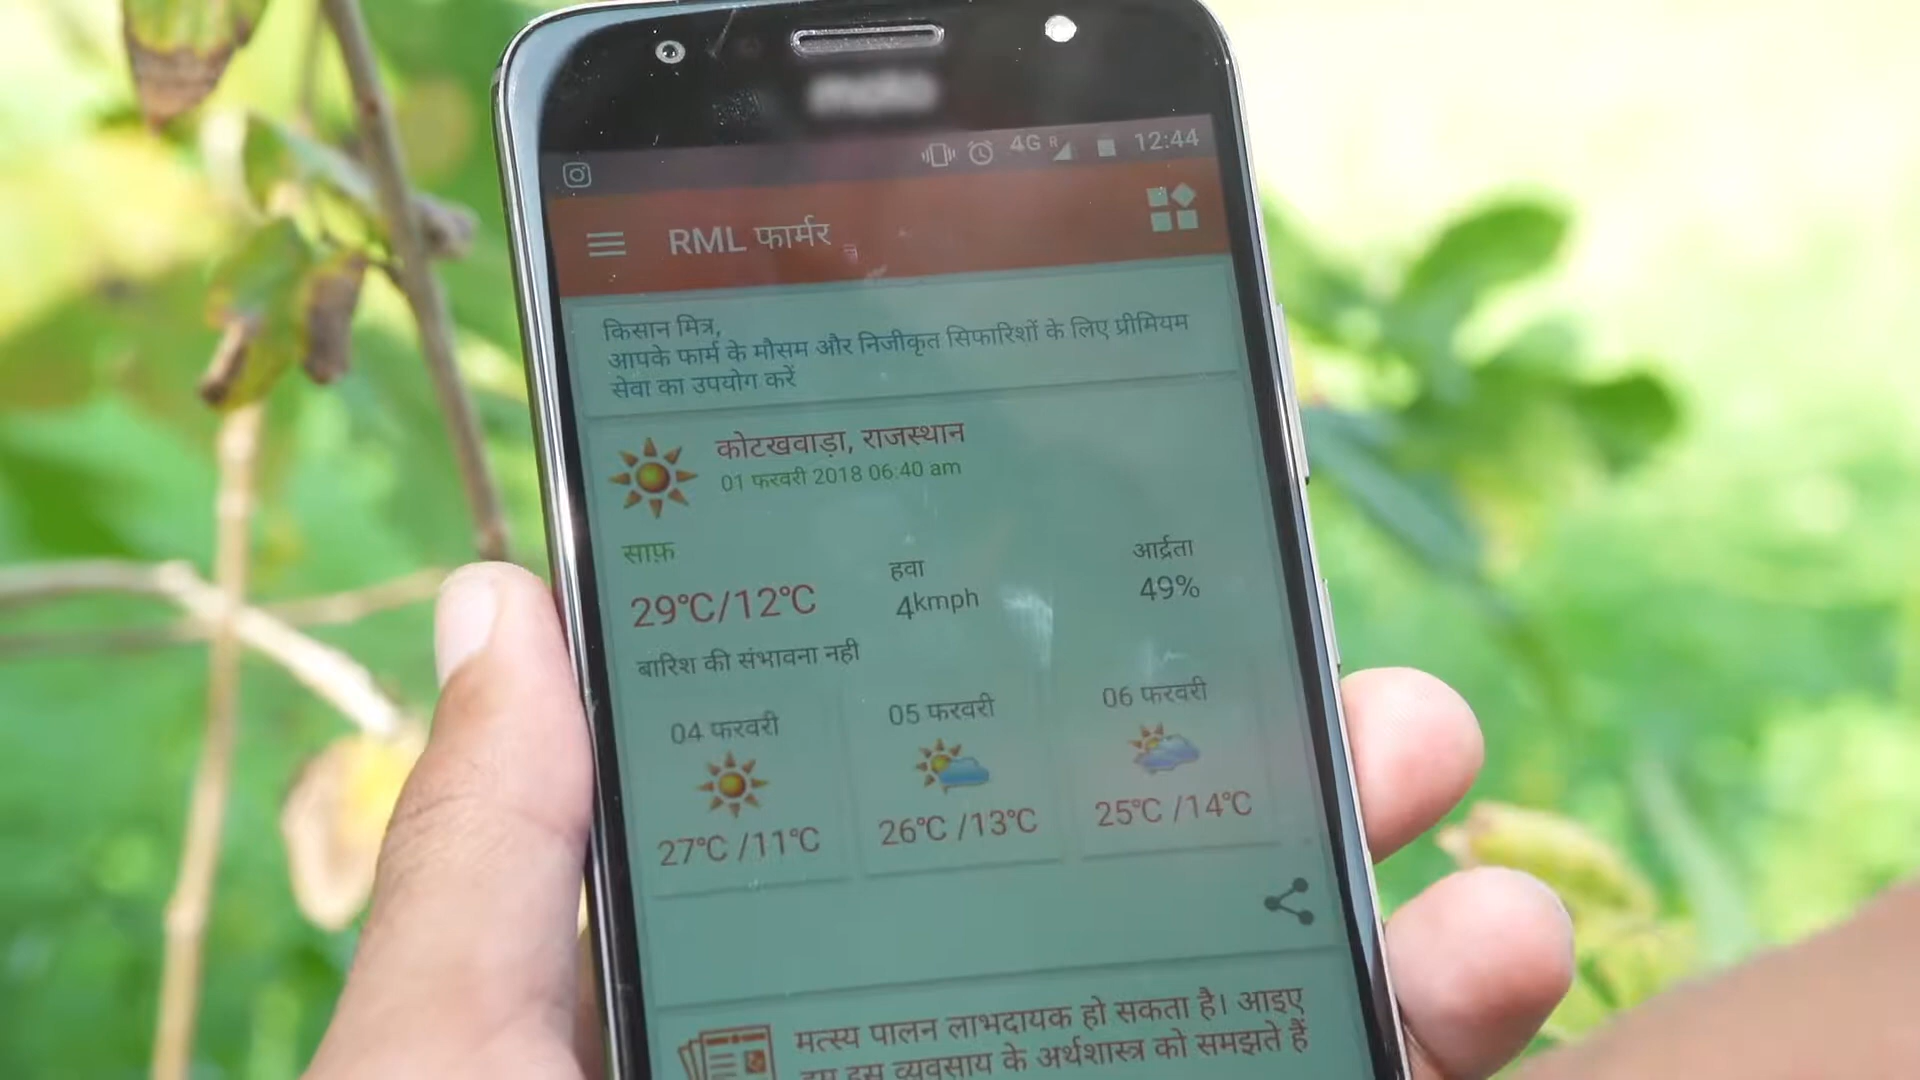 moto
4G R 12:44
RML फार्मर
किसान मित्र,
आपके फार्म के मौसम और निजीकृत सिफारिशों के लिए प्रीमियम
सेवा का उपयोग करें
कोटखवाड़ा, राजस्थान
01 फरवरी 2018 06:40 am
साफ़
29°C/12°C
हवा
4kmph
आर्द्रता
49%
बारिश की संभावना नही
04 फरवरी
27°C /11°C
05 फरवरी
26°C /13°C
06 फरवरी
25°C /14°C
मत्स्य पालन लाभदायक हो सकता है। आइए
हम इस व्यवसाय के अर्थशास्त्र को समझते हैं